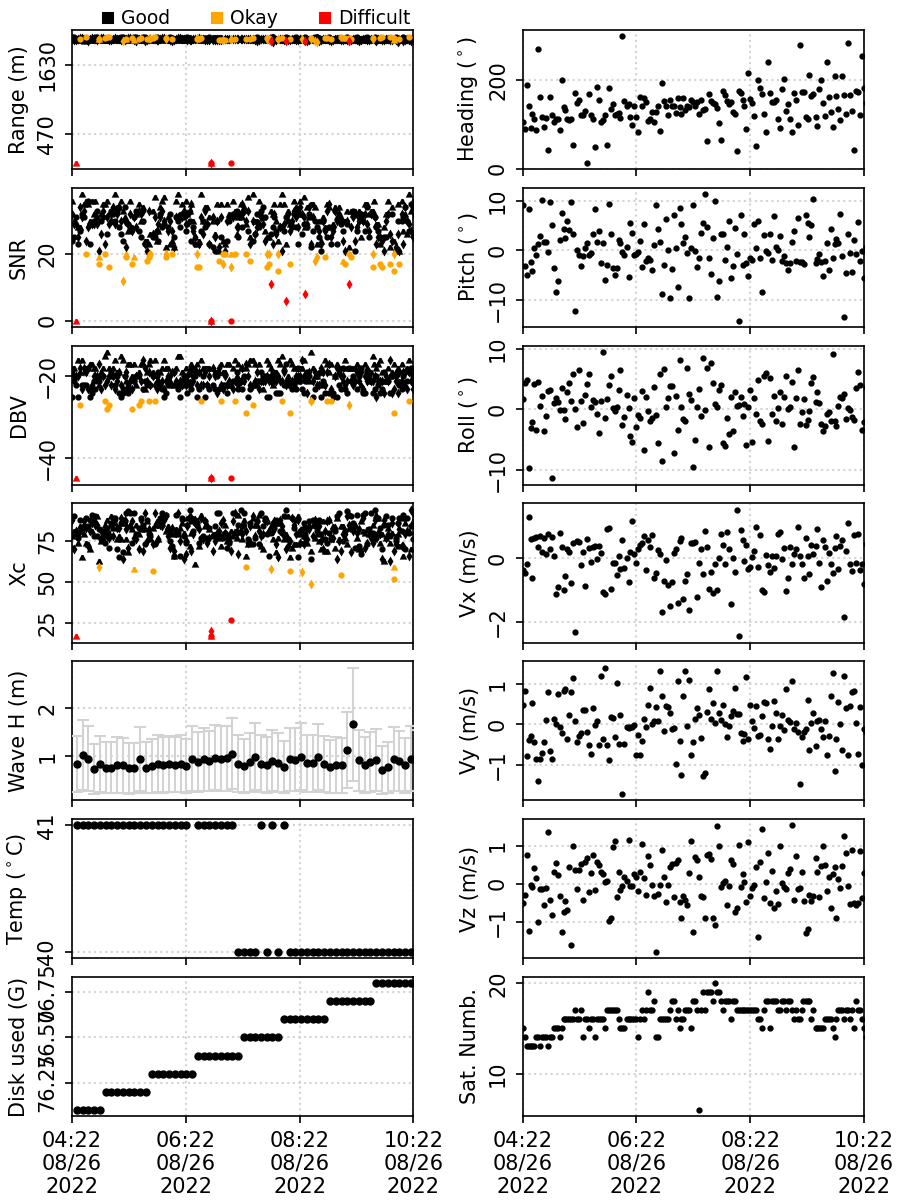 Good Okay Difficult
Range (m)
1630
470
SNR
20
0
DBV
−20
−40
Xc
75
50
25
Wave H (m)
2
1
Temp (°C)
41
40
Disk used (G)
76.75
76.50
76.25
04:22 06:22 08:22 10:22
08/26 08/26 08/26 08/26
2022 2022 2022 2022
Heading (°)
200
0
Pitch (°)
10
0
−10
Roll (°)
10
0
−10
Vx (m/s)
0
−2
Vy (m/s)
1
0
−1
Vz (m/s)
1
0
−1
Sat. Numb.
20
10
04:22 06:22 08:22 10:22
08/26 08/26 08/26 08/26
2022 2022 2022 2022